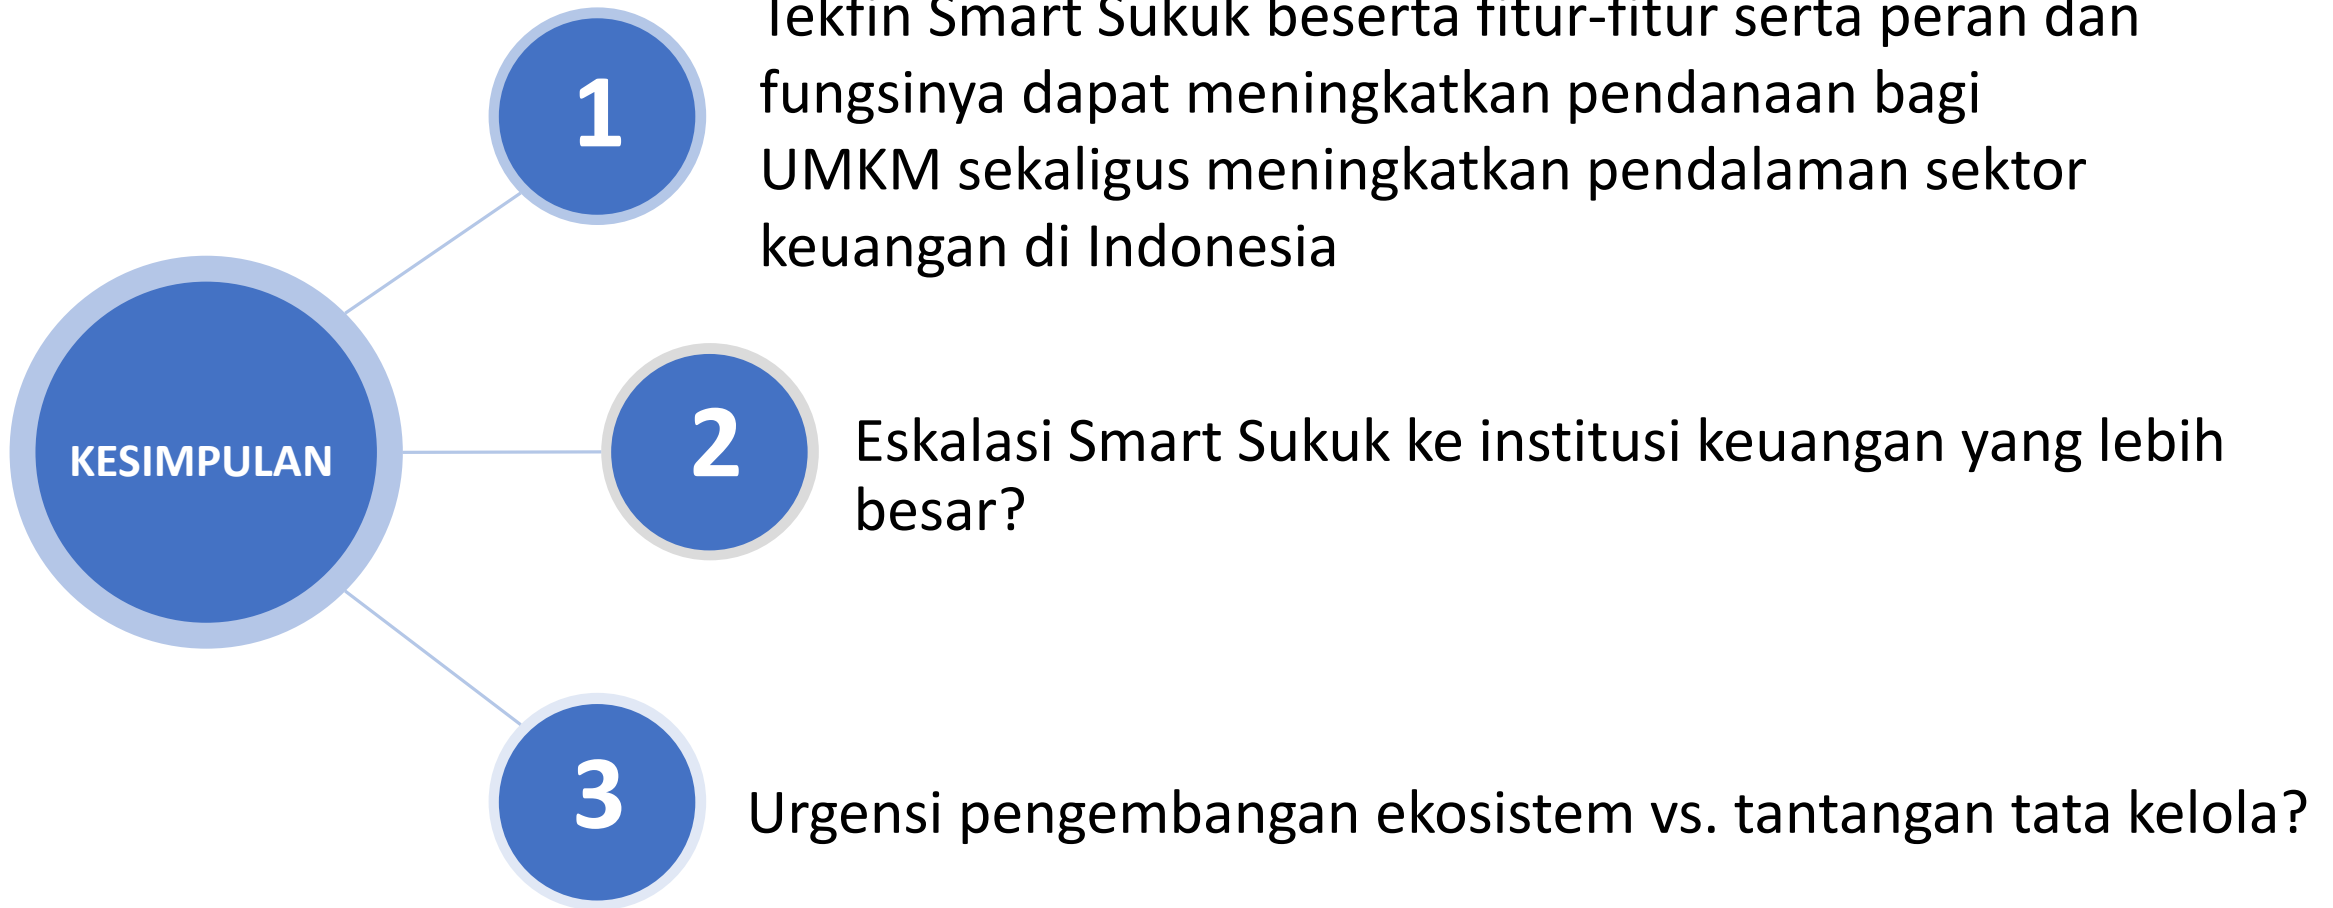 1
Tekfin Smart Sukuk beserta fitur-fitur serta peran dan
fungsinya dapat meningkatkan pendanaan bagi
UMKM sekaligus meningkatkan pendalaman sektor
keuangan di Indonesia
KESIMPULAN
2
Eskalasi Smart Sukuk ke institusi keuangan yang lebih
besar?
3
Urgensi pengembangan ekosistem vs. tantangan tata kelola?